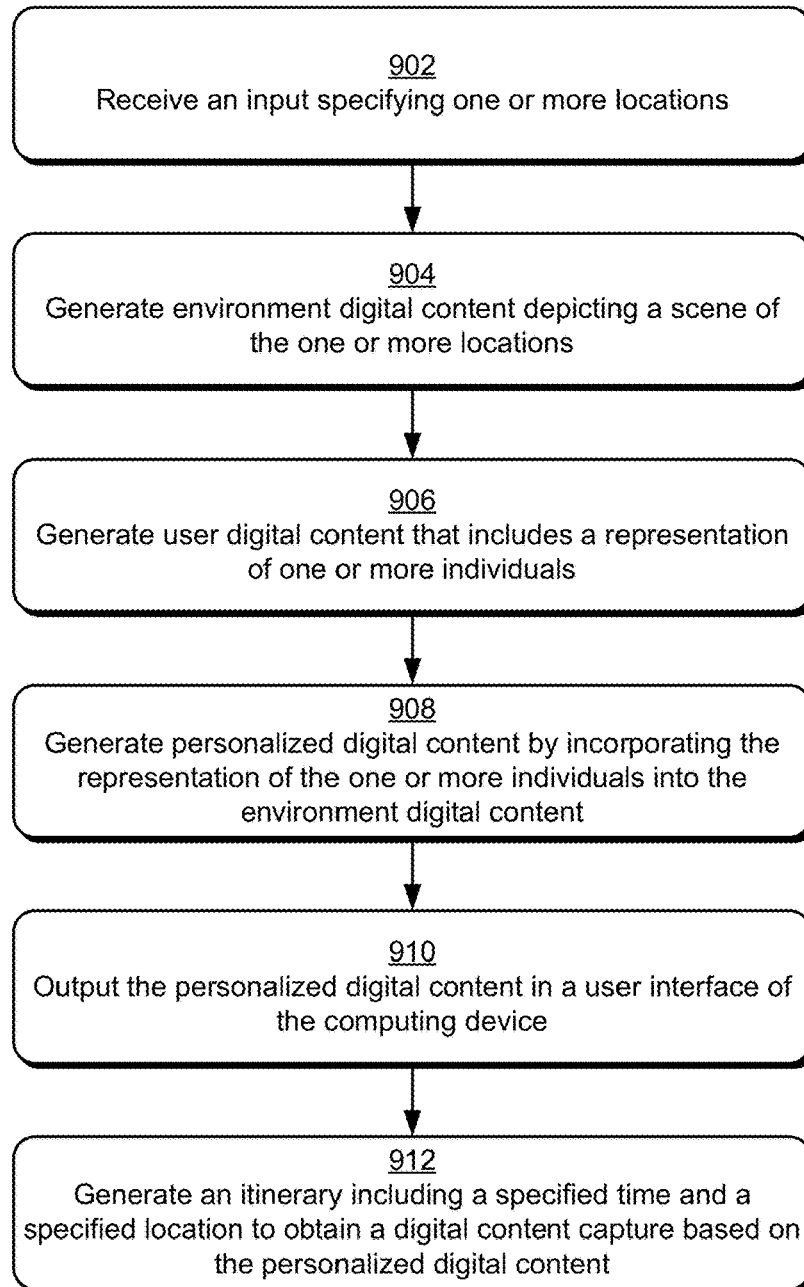 902
Receive an input specifying one or more locations
904
Generate environment digital content depicting a scene of
the one or more locations
906
Generate user digital content that includes a representation
of one or more individuals
908
Generate personalized digital content by incorporating the
representation of the one or more individuals into the
environment digital content
910
Output the personalized digital content in a user interface of
the computing device
912
Generate an itinerary including a specified time and a
specified location to obtain a digital content capture based on
the personalized digital content